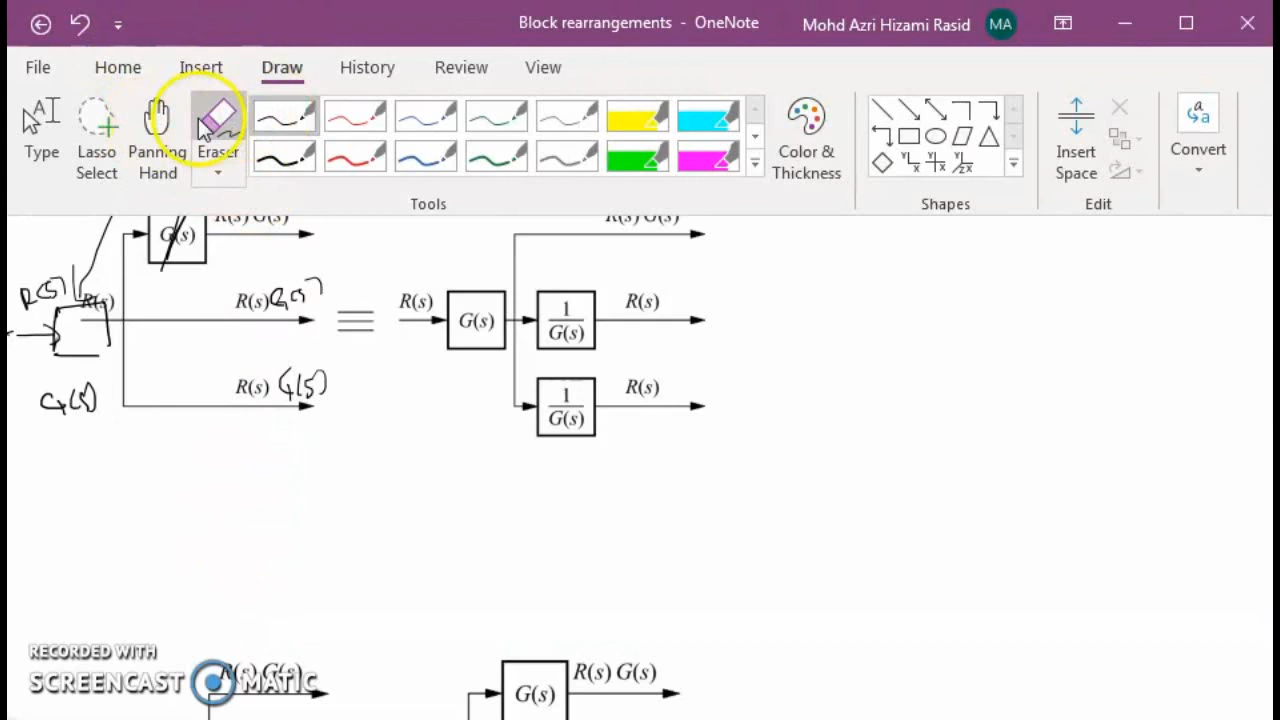 Block rearrangements - OneNote
Mohd Azri Hizami Rasid
MA
File
Home
Insert
Draw
History
Review
View
Type
Lasso Select
Panning Hand
Eraser
Color & Thickness
Insert Space
Convert
Tools
Shapes
Edit
R(s) G(s)
R(s) G(s)
G(s)
R(s)
R(s)
R(s) G(s)
R(s)
G(s)
1
G(s)
R(s)
G(s)
R(s) G(s)
1
G(s)
R(s)
RECORDED WITH
SCREENCAST MATIC
R(s) G(s)
G(s)
R(s) G(s)